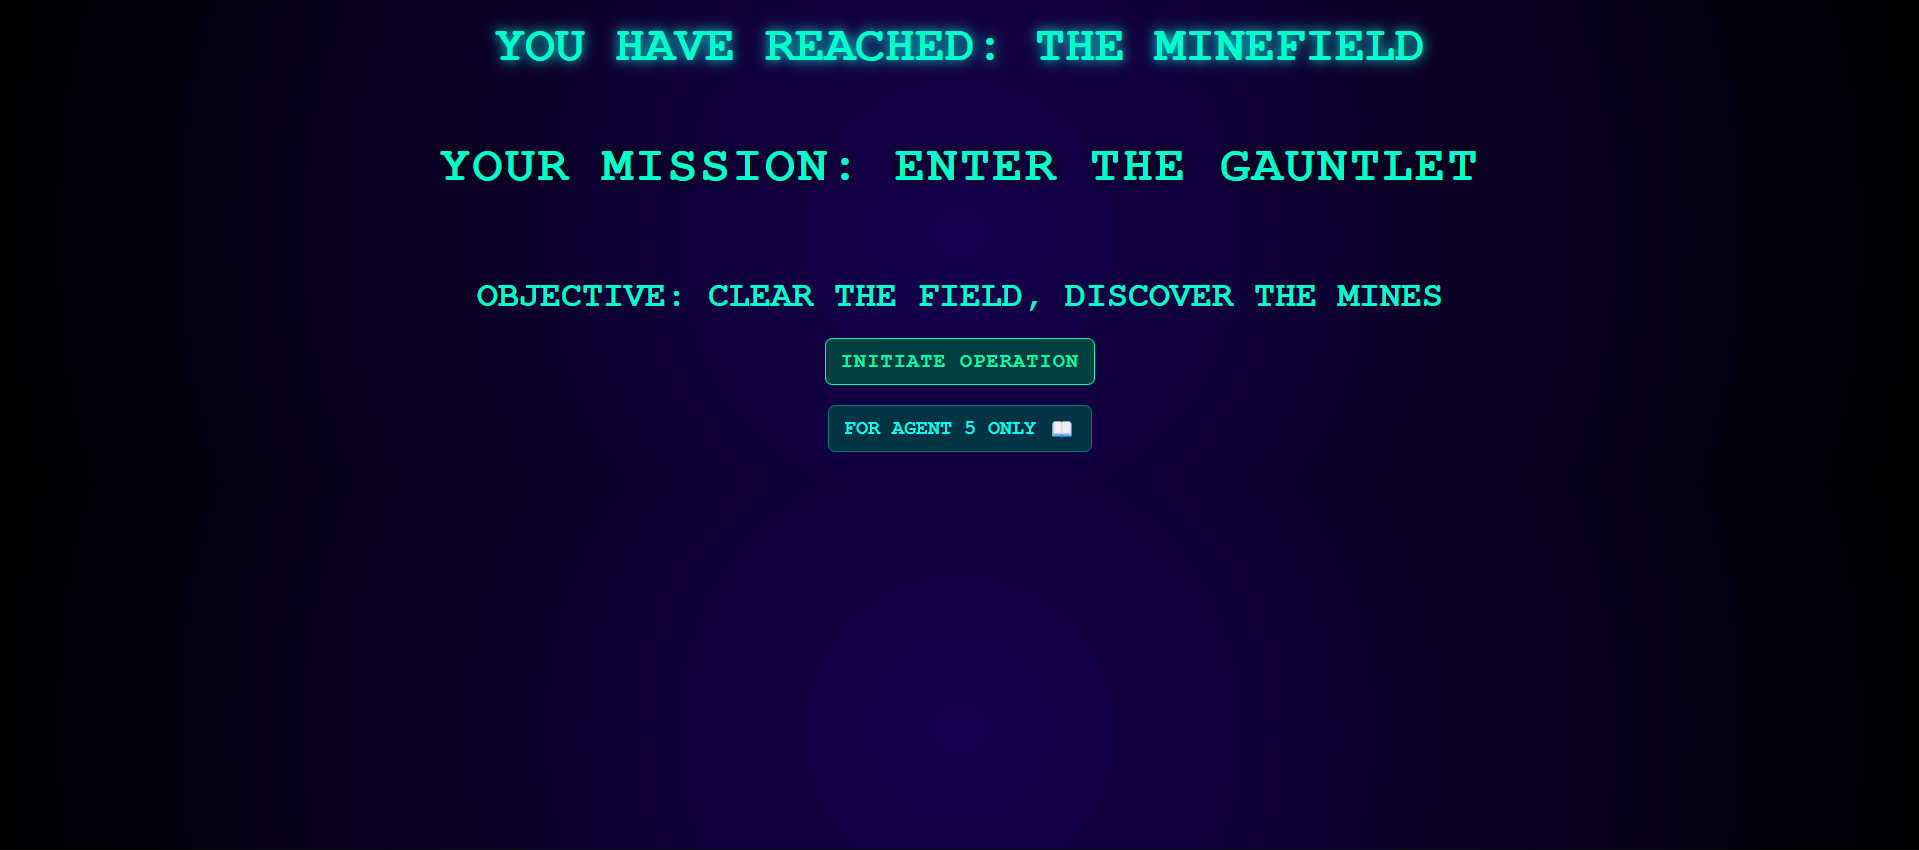 YOU HAVE REACHED: THE MINEFIELD
YOUR MISSION: ENTER THE GAUNTLET
OBJECTIVE: CLEAR THE FIELD, DISCOVER THE MINES
INITIATE OPERATION
FOR AGENT 5 ONLY 📖